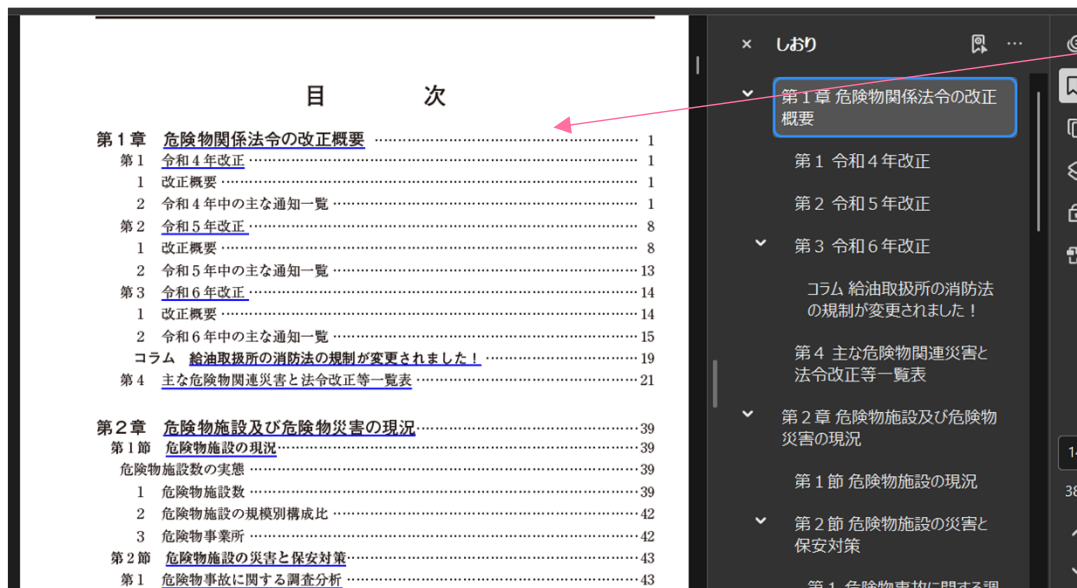 目 次
第1章 危険物関係法令の改正概要 …… 1
第1 令和4年改正 …… 1
1 改正概要 …… 1
2 令和4年中の主な通知一覧 …… 1
第2 令和5年改正 …… 8
1 改正概要 …… 8
2 令和5年中の主な通知一覧 …… 13
第3 令和6年改正 …… 14
1 改正概要 …… 14
2 令和6年中の主な通知一覧 …… 15
コラム 給油取扱所の消防法の規制が変更されました！ …… 19
第4 主な危険物関連災害と法令改正等一覧表 …… 21
第2章 危険物施設及び危険物災害の現況 …… 39
第1節 危険物施設の現況 …… 39
危険物施設数の実態 …… 39
1 危険物施設数 …… 39
2 危険物施設の規模別構成比 …… 42
3 危険物事業所 …… 42
第2節 危険物施設の災害と保安対策 …… 43
第1 危険物事故に関する調査分析 …… 43
しおり
第1章 危険物関係法令の改正
概要
第1 令和4年改正
第2 令和5年改正
第3 令和6年改正
コラム 給油取扱所の消防法
の規制が変更されました！
第4 主な危険物関連災害と
法令改正等一覧表
第2章 危険物施設及び危険物
災害の現況
第1節 危険物施設の現況
第2節 危険物施設の災害と
保安対策
第1 危険物事故に関する調